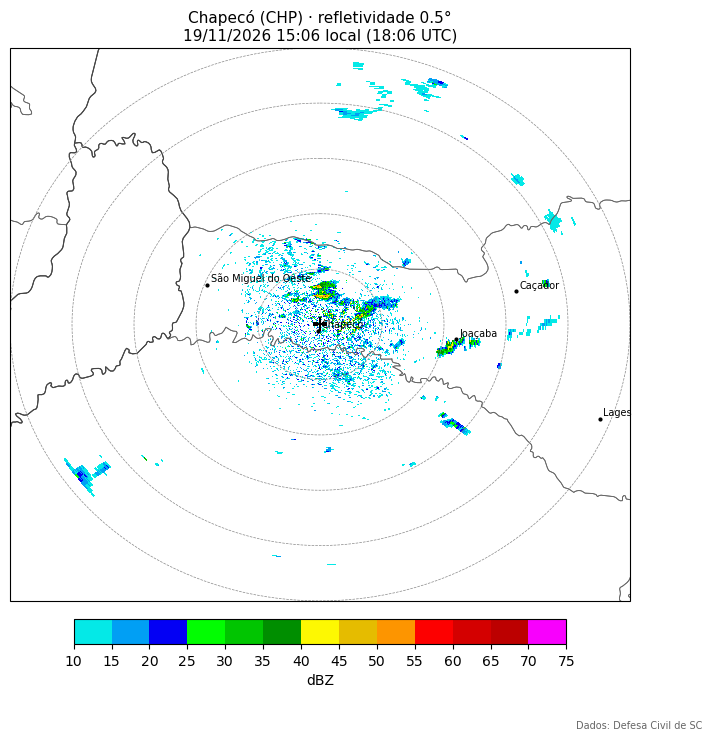 Chapecó (CHP) · refletividade 0.5°
19/11/2026 15:06 local (18:06 UTC)
São Miguel do Oeste
Caçador
Chapecó
Joaçaba
Lages
10 15 20 25 30 35 40 45 50 55 60 65 70 75
dBZ
Dados: Defesa Civil de SC